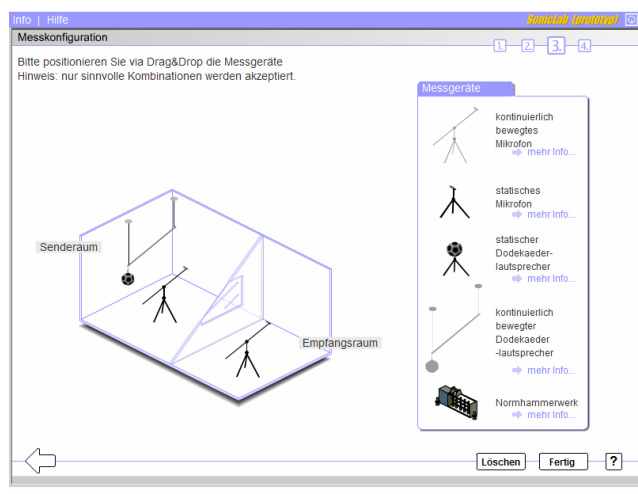 Info | Hilfe
SonicLab (prototyp)
Messkonfiguration
1. 2. 3. 4.
Bitte positionieren Sie via Drag&Drop die Messgeräte
Hinweis: nur sinnvolle Kombinationen werden akzeptiert.
Messgeräte
kontinuierlich
bewegtes
Mikrofon
mehr Info...
statisches
Mikrofon
mehr Info...
statischer
Dodekaeder-
lautsprecher
mehr Info...
kontinuierlich
bewegter
Dodekaeder
-lautsprecher
mehr Info...
Normhammerwerk
mehr Info...
Senderaum
Empfangsraum
Löschen
Fertig
?